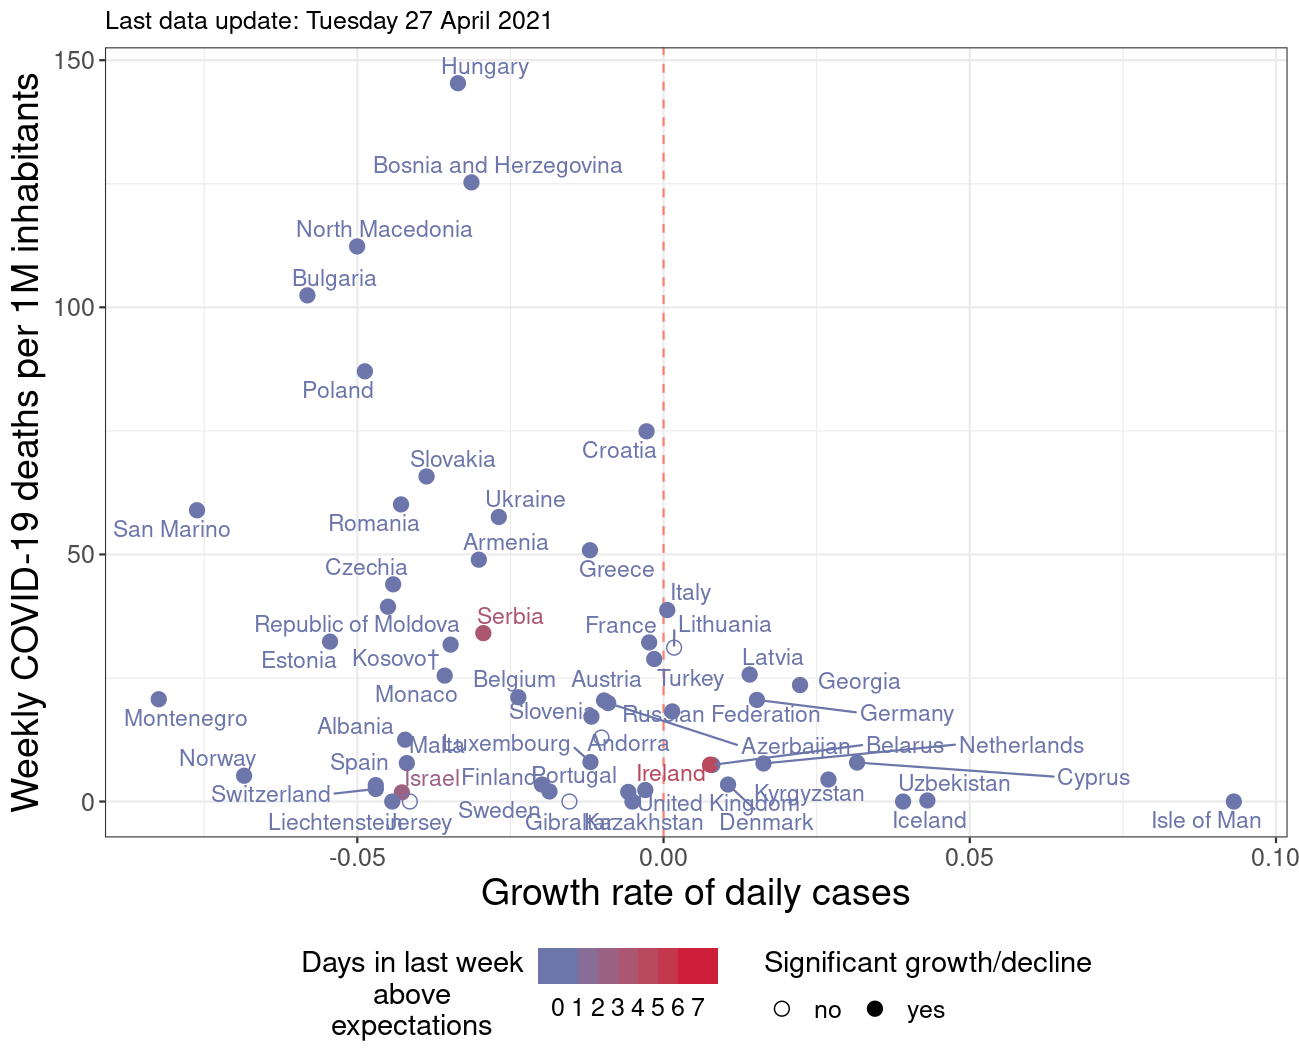 Last data update: Tuesday 27 April 2021
Weekly COVID-19 deaths per 1M inhabitants
150
100
50
0
Hungary
Bosnia and Herzegovina
North Macedonia
Bulgaria
Poland
Croatia
Slovakia
San Marino
Romania
Ukraine
Armenia
Greece
Czechia
Italy
Serbia
Republic of Moldova
France
Lithuania
Estonia
Kosovo†
Latvia
Monaco
Belgium
Austria
Turkey
Georgia
Montenegro
Slovenia
Russian Federation
Germany
Albania
Malta
Luxembourg
Andorra
Azerbaijan
Belarus
Netherlands
Norway
Spain
Israel
Finland
Portugal
Ireland
Cyprus
Switzerland
Kyrgyzstan
Uzbekistan
Sweden
United Kingdom
Liechtenstein
Jersey
Gibraltar
Kazakhstan
Denmark
Iceland
Isle of Man
-0.05
0.00
0.05
0.10
Growth rate of daily cases
Days in last week
above
expectations
0 1 2 3 4 5 6 7
Significant growth/decline
no
yes